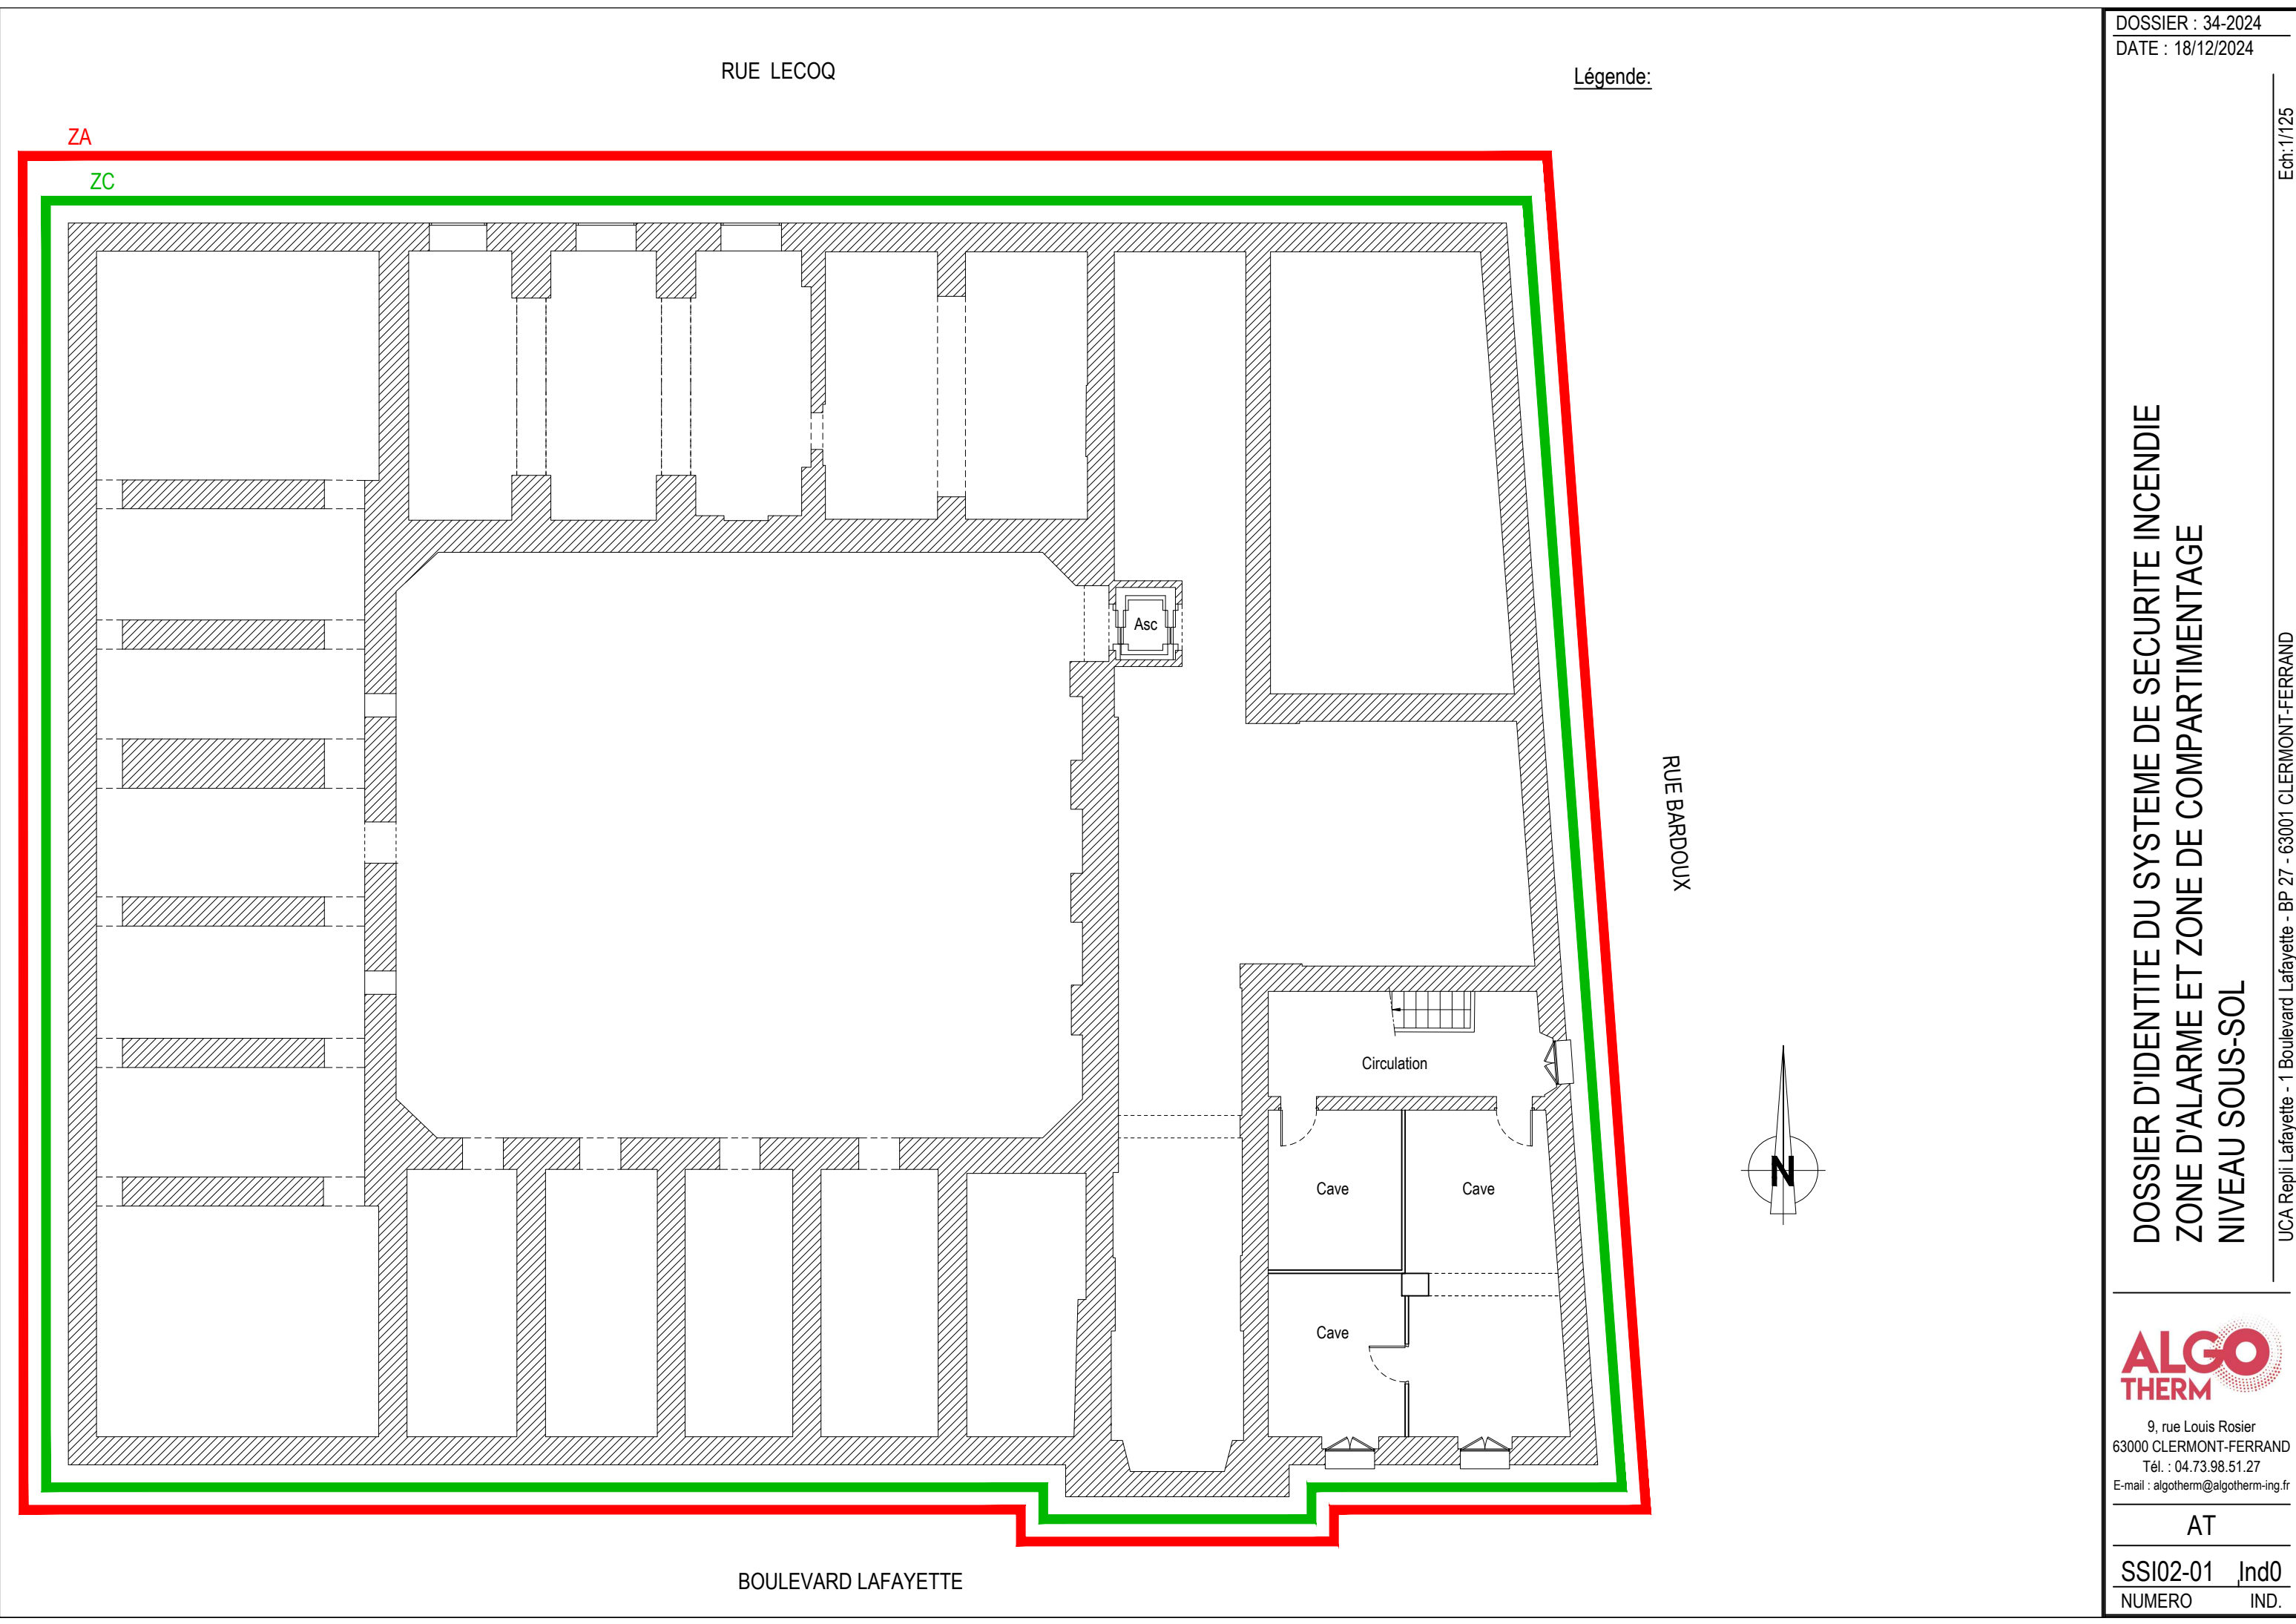 RUE LECOQ
Légende:
ZA
ZC
Asc
RUE BARDOUX
Circulation
Cave
Cave
Cave
N
BOULEVARD LAFAYETTE
DOSSIER : 34-2024
DATE : 18/12/2024
Ech:1/125
DOSSIER D'IDENTITE DU SYSTEME DE SECURITE INCENDIE
ZONE D'ALARME ET ZONE DE COMPARTIMENTAGE
NIVEAU SOUS-SOL
UCA Repli Lafayette - 1 Boulevard Lafayette - BP 27 - 63001 CLERMONT-FERRAND
ALGO
THERM
9, rue Louis Rosier
63000 CLERMONT-FERRAND
Tél. : 04.73.98.51.27
E-mail : algotherm@algotherm-ing.fr
AT
SSI02-01 Ind0
NUMERO IND.